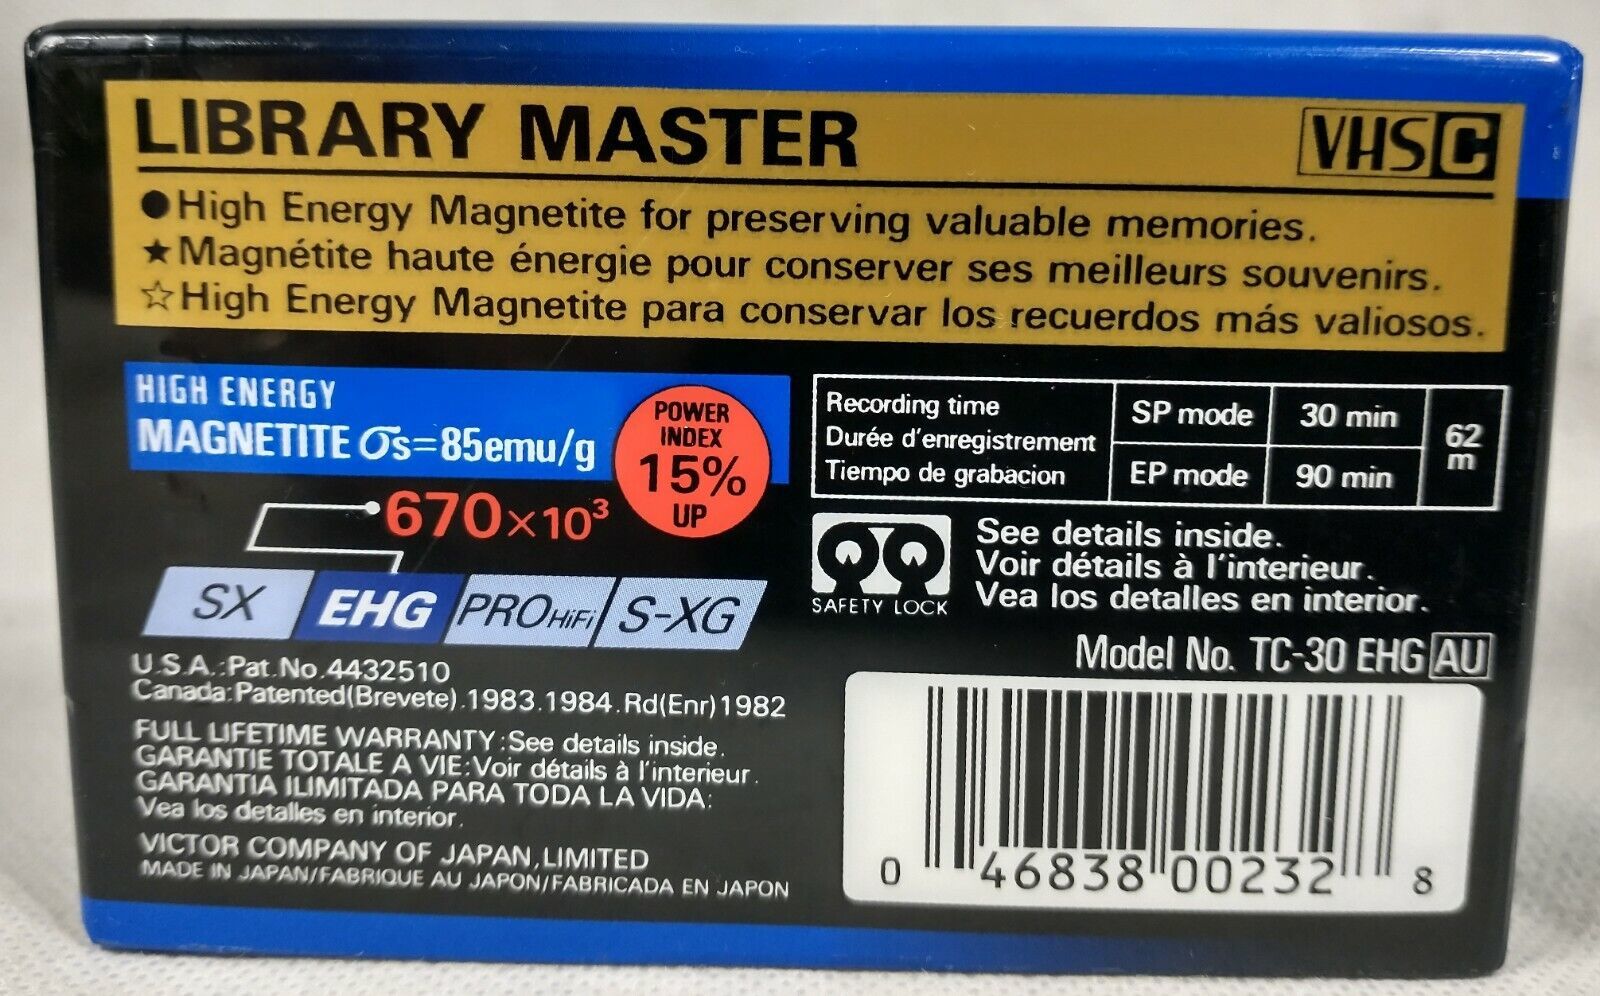 LIBRARY MASTER
VHS C
●High Energy Magnetite for preserving valuable memories.
★Magnétite haute énergie pour conserver ses meilleurs souvenirs.
☆High Energy Magnetite para conservar los recuerdos más valiosos.
HIGH ENERGY
MAGNETITE σs=85emu/g
POWER
INDEX
15%
UP
670×10³
SX EHG PRO HiFi S-XG
Recording time
Durée d'enregistrement
Tiempo de grabacion
SP mode 30 min
EP mode 90 min
62
m
SAFETY LOCK
See details inside.
Voir détails à l'interieur.
Vea los detalles en interior.
Model No. TC-30 EHG AU
U.S.A.:Pat.No.4432510
Canada:Patented(Brevete).1983.1984.Rd(Enr)1982
FULL LIFETIME WARRANTY:See details inside.
GARANTIE TOTALE A VIE:Voir détails à l'interieur.
GARANTIA ILIMITADA PARA TODA LA VIDA:
Vea los detalles en interior.
VICTOR COMPANY OF JAPAN,LIMITED
MADE IN JAPAN/FABRIQUE AU JAPON/FABRICADA EN JAPON
0 46838 00232 8